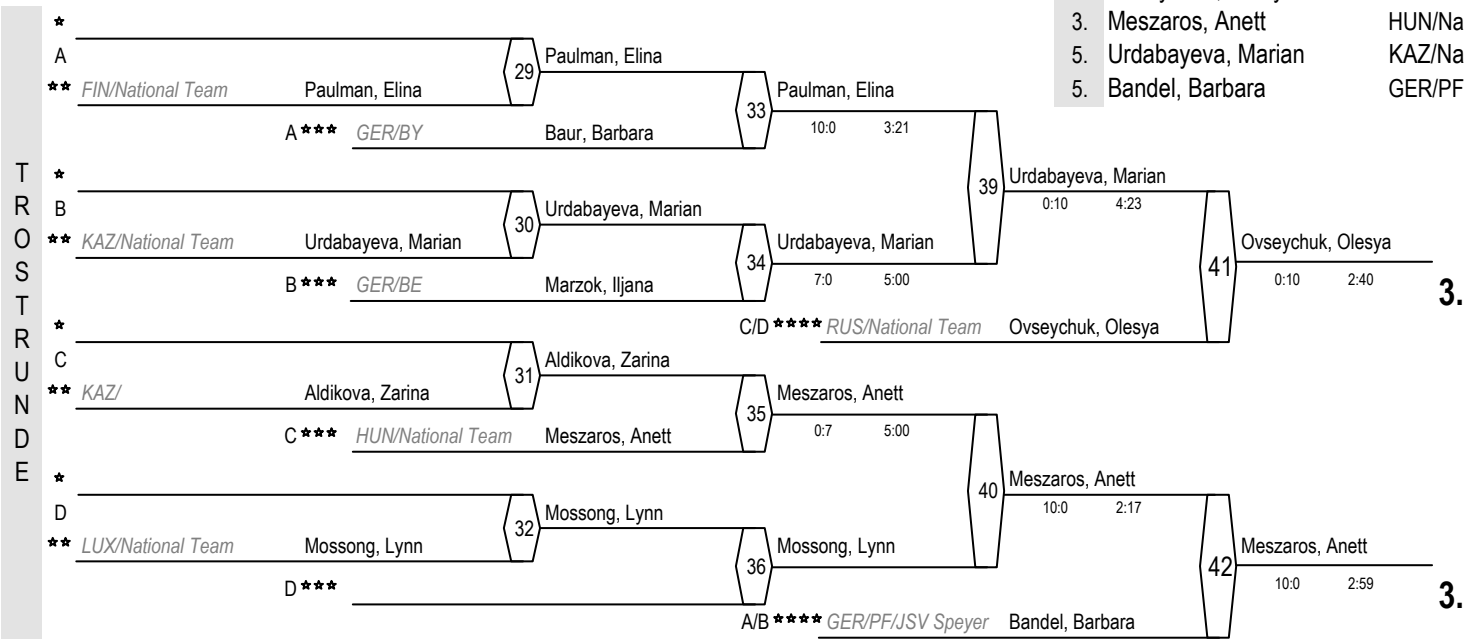 3. Meszaros, Anett HUN/Na
5. Urdabayeva, Marian KAZ/Na
5. Bandel, Barbara GER/PF
TROSTRUNDE
A
FIN/National Team Paulman, Elina
29
Paulman, Elina
A GER/BY Baur, Barbara
33
Paulman, Elina
10:0 3:21
B
KAZ/National Team Urdabayeva, Marian
30
Urdabayeva, Marian
B GER/BE Marzok, Iljana
34
Urdabayeva, Marian
7:0 5:00
39
Urdabayeva, Marian
0:10 4:23
C/D RUS/National Team Ovseychuk, Olesya
41
Ovseychuk, Olesya
0:10 2:40
3.
C
KAZ/ Aldikova, Zarina
31
Aldikova, Zarina
C HUN/National Team Meszaros, Anett
35
Meszaros, Anett
0:7 5:00
D
LUX/National Team Mossong, Lynn
32
Mossong, Lynn
D
36
Mossong, Lynn
40
Meszaros, Anett
10:0 2:17
A/B GER/PF/JSV Speyer Bandel, Barbara
42
Meszaros, Anett
10:0 2:59
3.